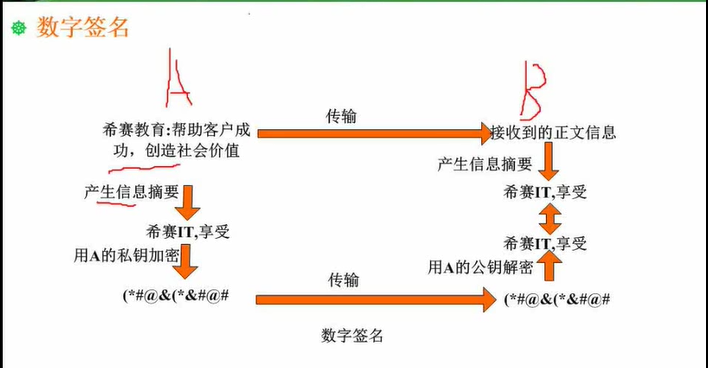 数字签名
A
B
希赛教育:帮助客户成
功，创造社会价值
传输
接收到的正文信息
产生信息摘要
产生信息摘要
希赛IT,享受
希赛IT,享受
希赛IT,享受
用A的私钥加密
用A的公钥解密
(*#@&(*&#@#
传输
(*#@&(*&#@#
数字签名